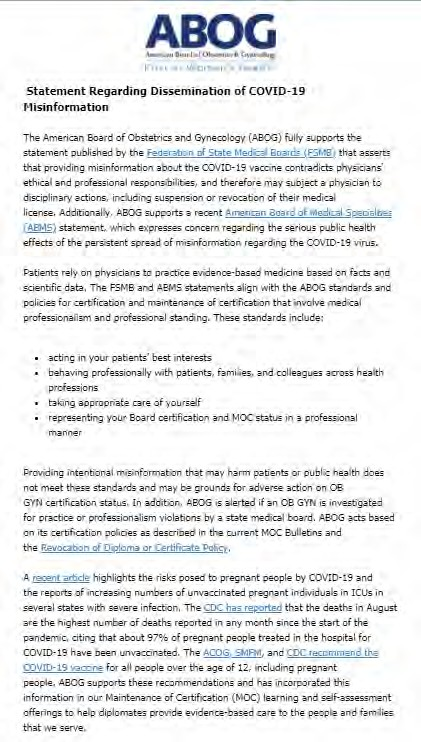 ABOG
American Board of Obstetrics & Gynecology
Statement Regarding Dissemination of COVID-19
Misinformation
The American Board of Obstetrics and Gynecology (ABOG) fully supports the
statement published by the Federation of State Medical Boards (FSMB) that asserts
that providing misinformation about the COVID-19 vaccine contradicts physicians'
ethical and professional responsibilities, and therefore may subject a physician to
disciplinary actions, including suspension or revocation of their medical
license. Additionally, ABOG supports a recent American Board of Medical Specialties
(ABMS) statement, which expresses concern regarding the serious public health
effects of the persistent spread of misinformation regarding the COVID-19 virus.
Patients rely on physicians to practice evidence-based medicine based on facts and
scientific data. The FSMB and ABMS statements align with the ABOG standards and
policies for certification and maintenance of certification that involve medical
professionalism and professional standing. These standards include:
• acting in your patients' best interests
• behaving professionally with patients, families, and colleagues across health
professions
• taking appropriate care of yourself
• representing your Board certification and MOC status in a professional
manner
Providing intentional misinformation that may harm patients or public health does
not meet these standards and may be grounds for adverse action on OB
GYN certification status. In addition, ABOG is alerted if an OB GYN is investigated
for practice or professionalism violations by a state medical board. ABOG acts based
on its certification policies as described in the current MOC Bulletins and
the Revocation of Diploma or Certificate Policy.
A recent article highlights the risks posed to pregnant people by COVID-19 and
the reports of increasing numbers of unvaccinated pregnant individuals in ICUs in
several states with severe infection. The CDC has reported that the deaths in August
are the highest number of deaths reported in any month since the start of the
pandemic, citing that about 97% of pregnant people treated in the hospital for
COVID-19 have been unvaccinated. The ACOG, SMFM, and CDC recommend the
COVID-19 vaccine for all people over the age of 12, including pregnant
people. ABOG supports these recommendations and has incorporated this
information in our Maintenance of Certification (MOC) learning and self-assessment
offerings to help diplomates provide evidence-based care to the people and families
that we serve.